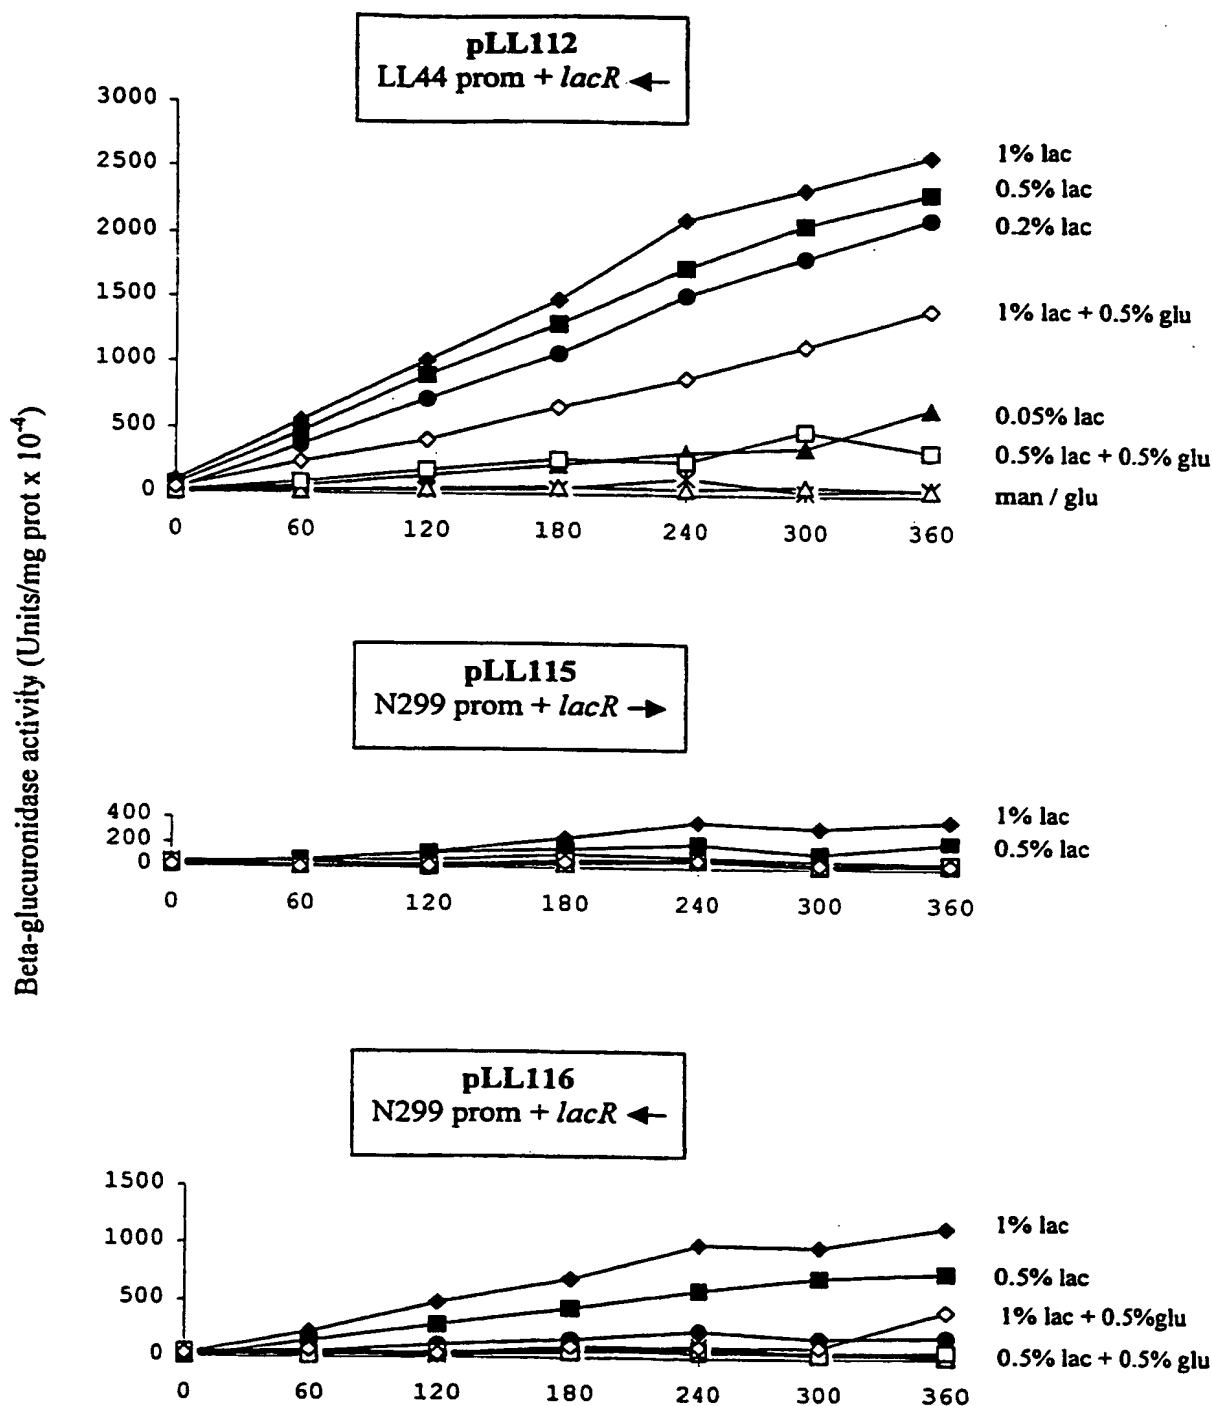 Beta-glucuronidase activity (Units/mg prot x 10-4)
pLL112
LL44 prom + lacR ←
3000
2500
2000
1500
1000
500
0
0 60 120 180 240 300 360
1% lac
0.5% lac
0.2% lac
1% lac + 0.5% glu
0.05% lac
0.5% lac + 0.5% glu
man / glu
pLL115
N299 prom + lacR →
400
200
0
0 60 120 180 240 300 360
1% lac
0.5% lac
pLL116
N299 prom + lacR ←
1500
1000
500
0
0 60 120 180 240 300 360
1% lac
0.5% lac
1% lac + 0.5%glu
0.5% lac + 0.5% glu